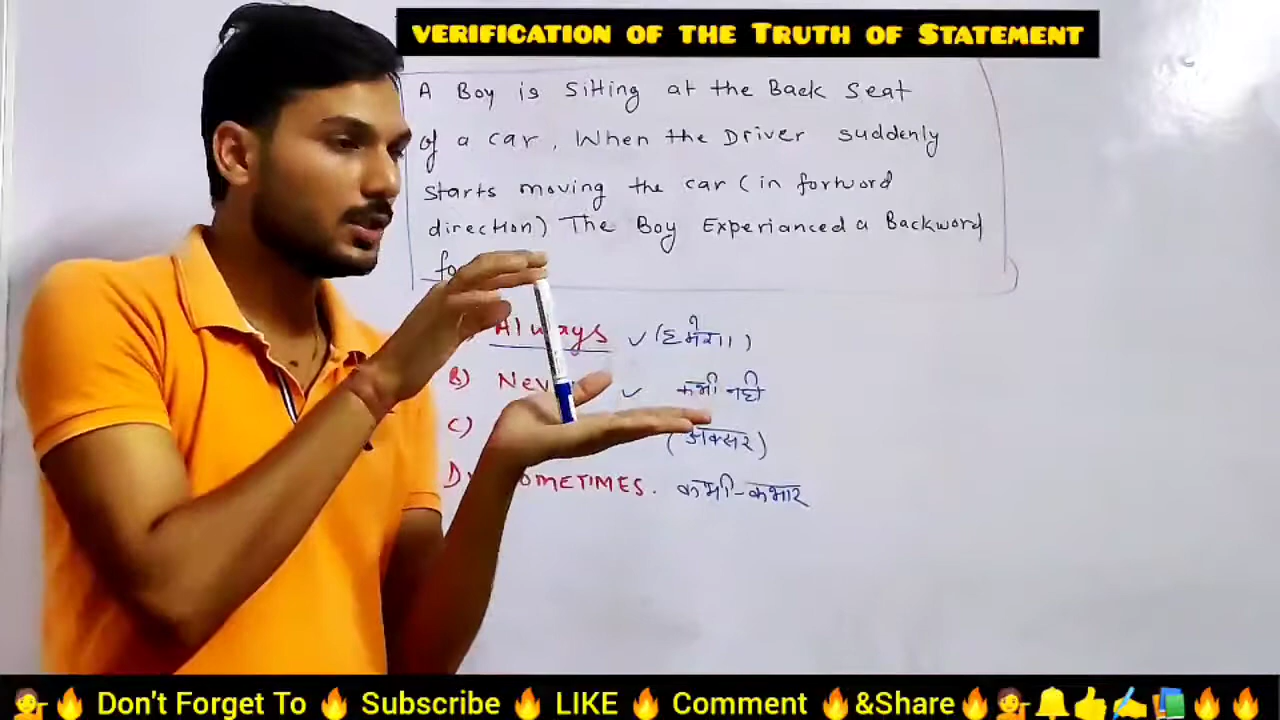 VERIFICATION OF THE TRUTH OF STATEMENT
A Boy is Sitting at the Back Seat
of a car. When the Driver suddenly
starts moving the car (in forword
direction) The Boy Experianced a Backword
Always ✓ (हमेशा)
B) ✓ कभी नही
C) (अक्सर)
SOMETIMES. कभी-कभार
💁🔥 Don't Forget To 🔥 Subscribe 🔥 LIKE 🔥 Comment 🔥&Share🔥💁🔔👍✍📘🔥🔥